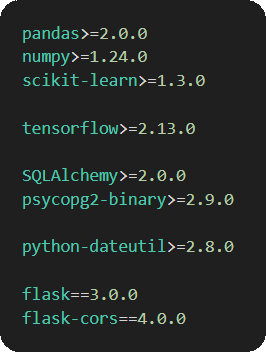 pandas>=2.0.0
numpy>=1.24.0
scikit-learn>=1.3.0
tensorflow>=2.13.0
SQLAlchemy>=2.0.0
psycopg2-binary>=2.9.0
python-dateutil>=2.8.0
flask==3.0.0
flask-cors==4.0.0